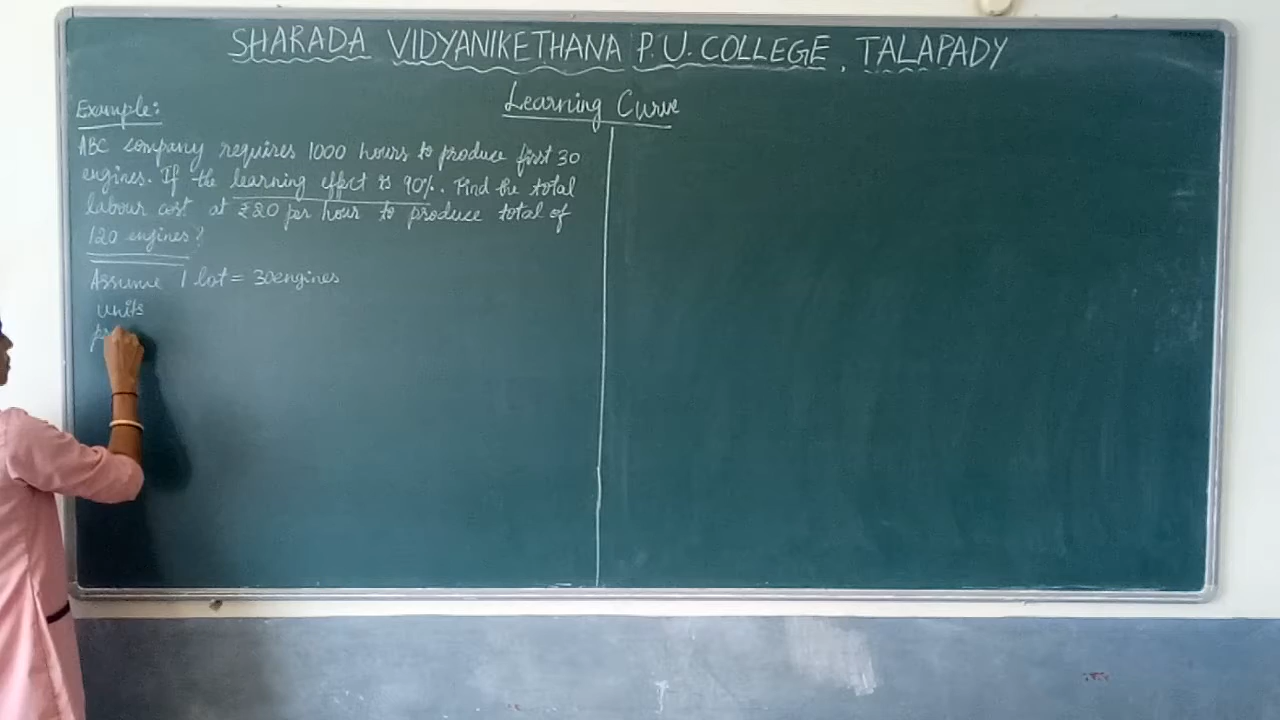 SHARADA VIDYANIKETHANA P.U. COLLEGE, TALAPADY
Learning Curve
Example:
ABC company requires 1000 hours to produce first 30
engines. If the learning effect is 90%. Find the total
labour cost at ₹20 per hour to produce total of
120 engines?
Assume 1 lot = 30engines
units